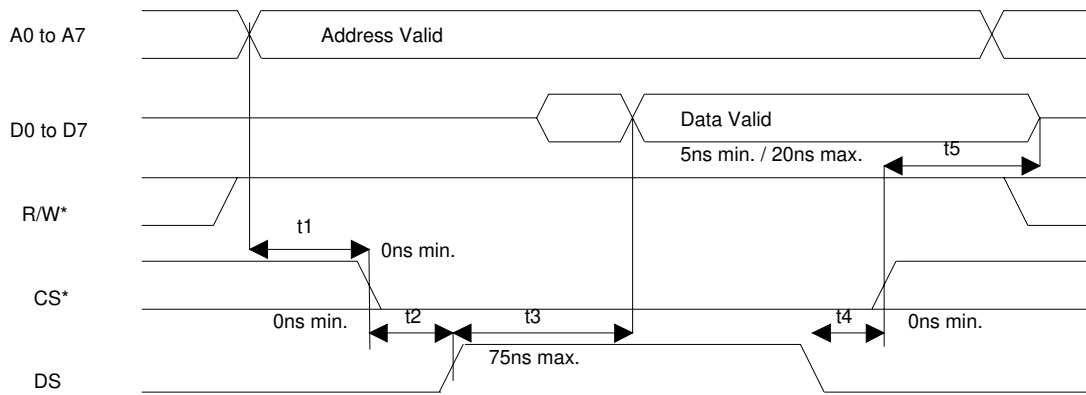 A0 to A7
Address Valid
D0 to D7
Data Valid
5ns min. / 20ns max.
t5
R/W*
t1
0ns min.
CS*
0ns min.
t2
t3
t4
0ns min.
75ns max.
DS